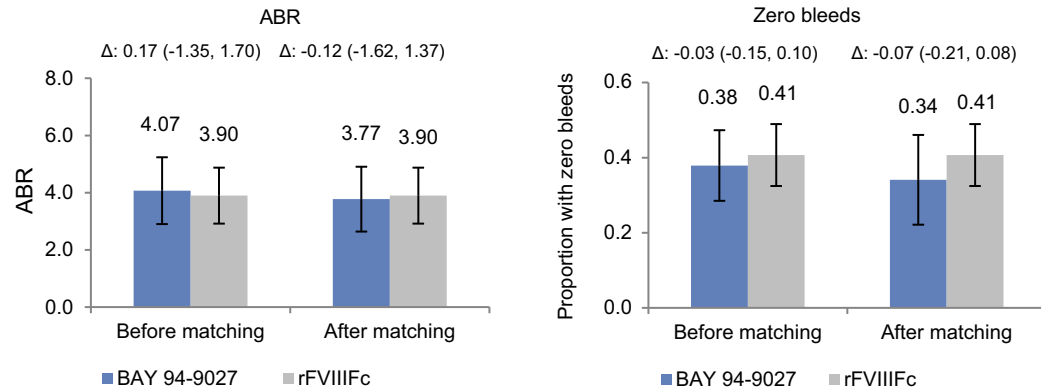 ABR
Δ: 0.17 (-1.35, 1.70) Δ: -0.12 (-1.62, 1.37)
8.0
6.0
4.0
2.0
0.0
ABR
4.07 3.90 3.77 3.90
Before matching After matching
BAY 94-9027 rFVIIIFc
Zero bleeds
Δ: -0.03 (-0.15, 0.10) Δ: -0.07 (-0.21, 0.08)
0.6
0.4
0.2
0.0
Proportion with zero bleeds
0.38 0.41 0.34 0.41
Before matching After matching
BAY 94-9027 rFVIIIFc